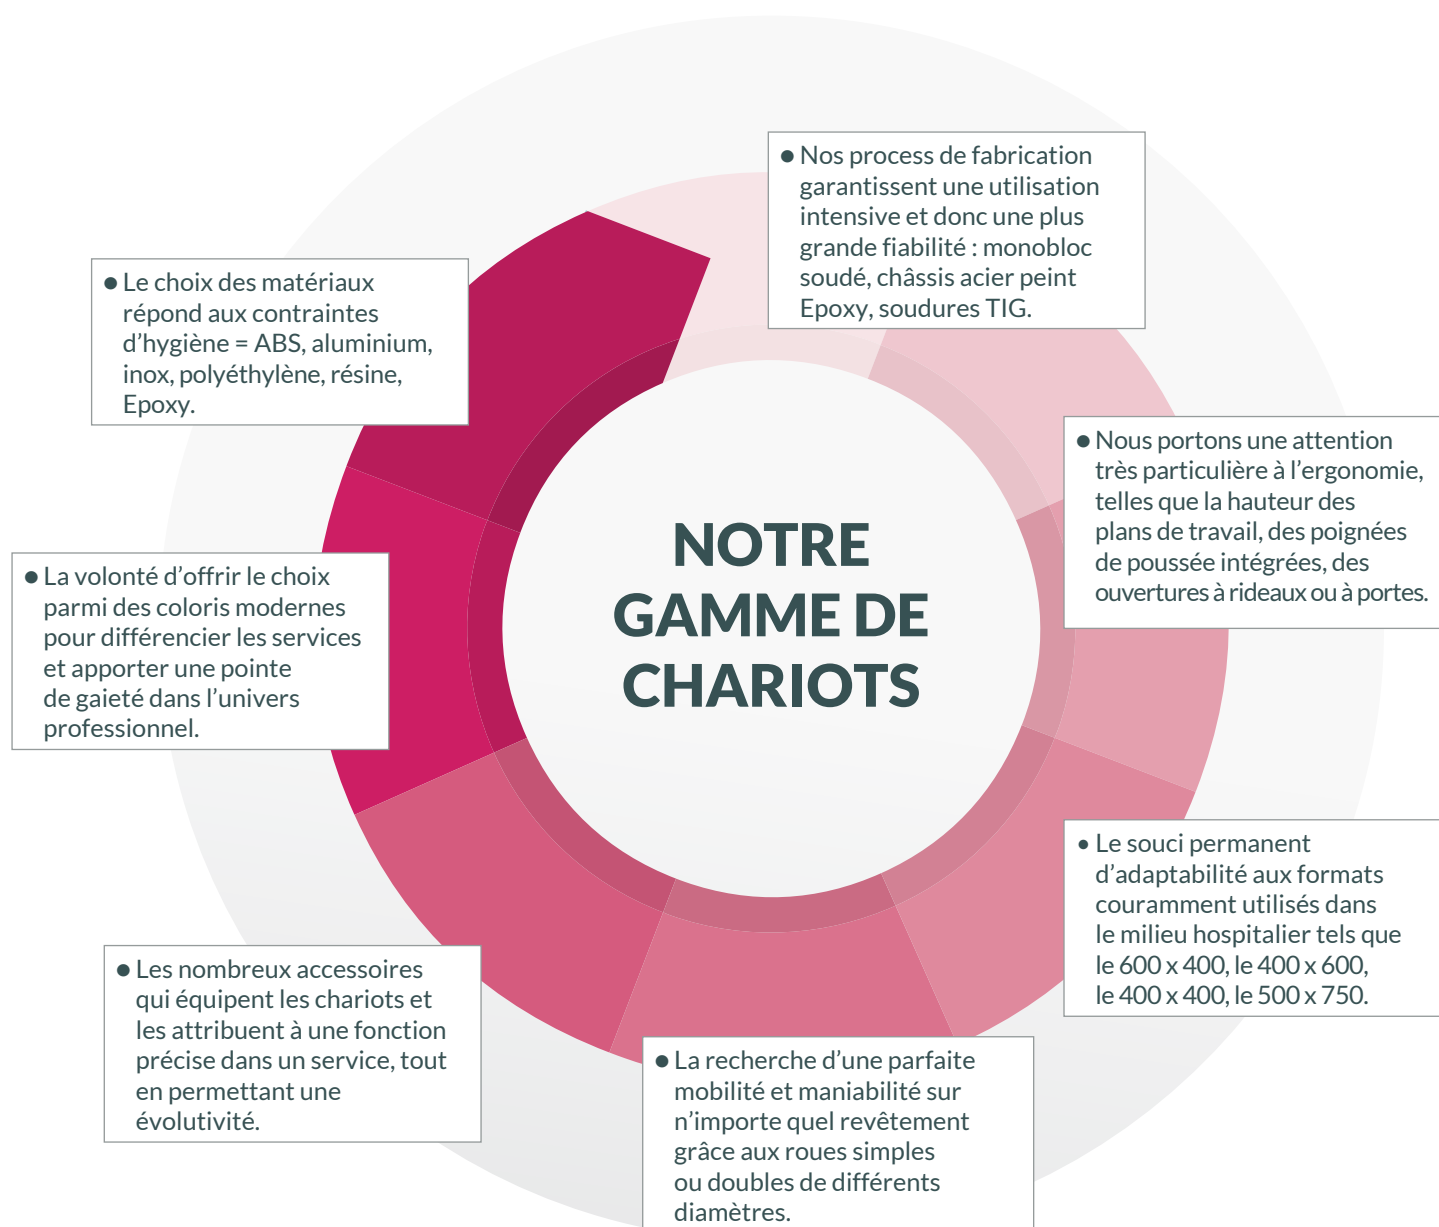 NOTRE
GAMME DE
CHARIOTS
● Nos process de fabrication
garantissent une utilisation
intensive et donc une plus
grande fiabilité : monobloc
soudé, châssis acier peint
Epoxy, soudures TIG.
● Nous portons une attention
très particulière à l’ergonomie,
telles que la hauteur des
plans de travail, des poignées
de poussée intégrées, des
ouvertures à rideaux ou à portes.
● Le souci permanent
d’adaptabilité aux formats
couramment utilisés dans
le milieu hospitalier tels que
le 600 x 400, le 400 x 600,
le 400 x 400, le 500 x 750.
● La recherche d’une parfaite
mobilité et maniabilité sur
n’importe quel revêtement
grâce aux roues simples
ou doubles de différents
diamètres.
● Les nombreux accessoires
qui équipent les chariots et
les attribuent à une fonction
précise dans un service, tout
en permettant une
évolutivité.
● La volonté d’offrir le choix
parmi des coloris modernes
pour différencier les services
et apporter une pointe
de gaieté dans l’univers
professionnel.
● Le choix des matériaux
répond aux contraintes
d’hygiène = ABS, aluminium,
inox, polyéthylène, résine,
Epoxy.